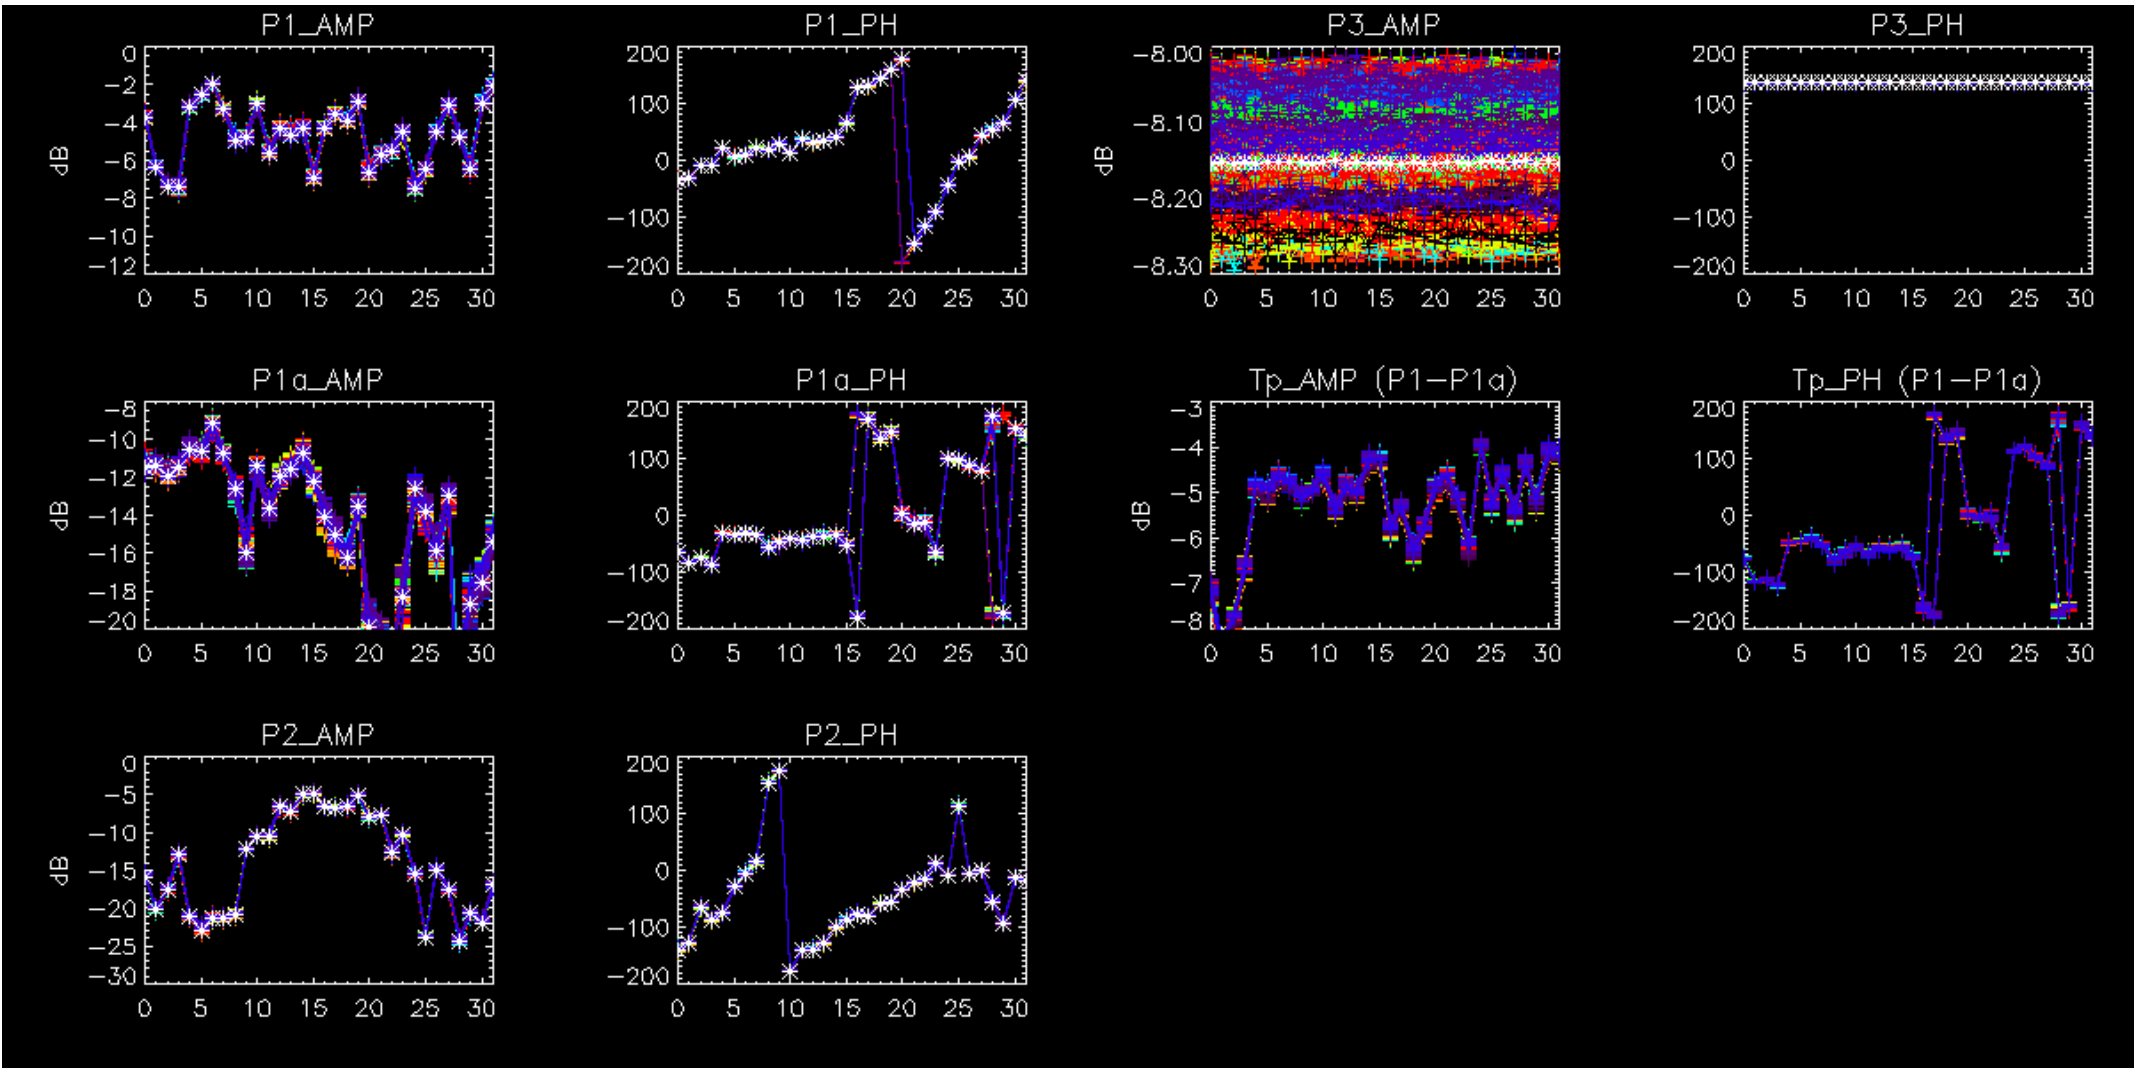 P1_AMP
P1_PH
P3_AMP
P3_PH
0
−2
−4
−6
−8
−10
−12
dB
0 5 10 15 20 25 30
200
100
0
−100
−200
0 5 10 15 20 25 30
−8.00
−8.10
−8.20
−8.30
dB
0 5 10 15 20 25 30
200
100
0
−100
−200
0 5 10 15 20 25 30
P1a_AMP
P1a_PH
Tp_AMP (P1−P1a)
Tp_PH (P1−P1a)
−8
−10
−12
−14
−16
−18
−20
dB
0 5 10 15 20 25 30
200
100
0
−100
−200
0 5 10 15 20 25 30
−3
−4
−5
−6
−7
−8
dB
0 5 10 15 20 25 30
200
100
0
−100
−200
0 5 10 15 20 25 30
P2_AMP
P2_PH
0
−5
−10
−15
−20
−25
−30
dB
0 5 10 15 20 25 30
200
100
0
−100
−200
0 5 10 15 20 25 30